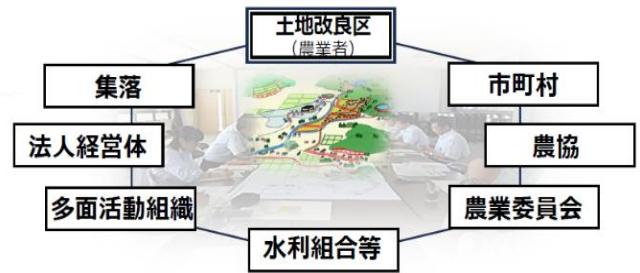 土地改良区
（農業者）
集落
市町村
法人経営体
農協
多面活動組織
農業委員会
水利組合等